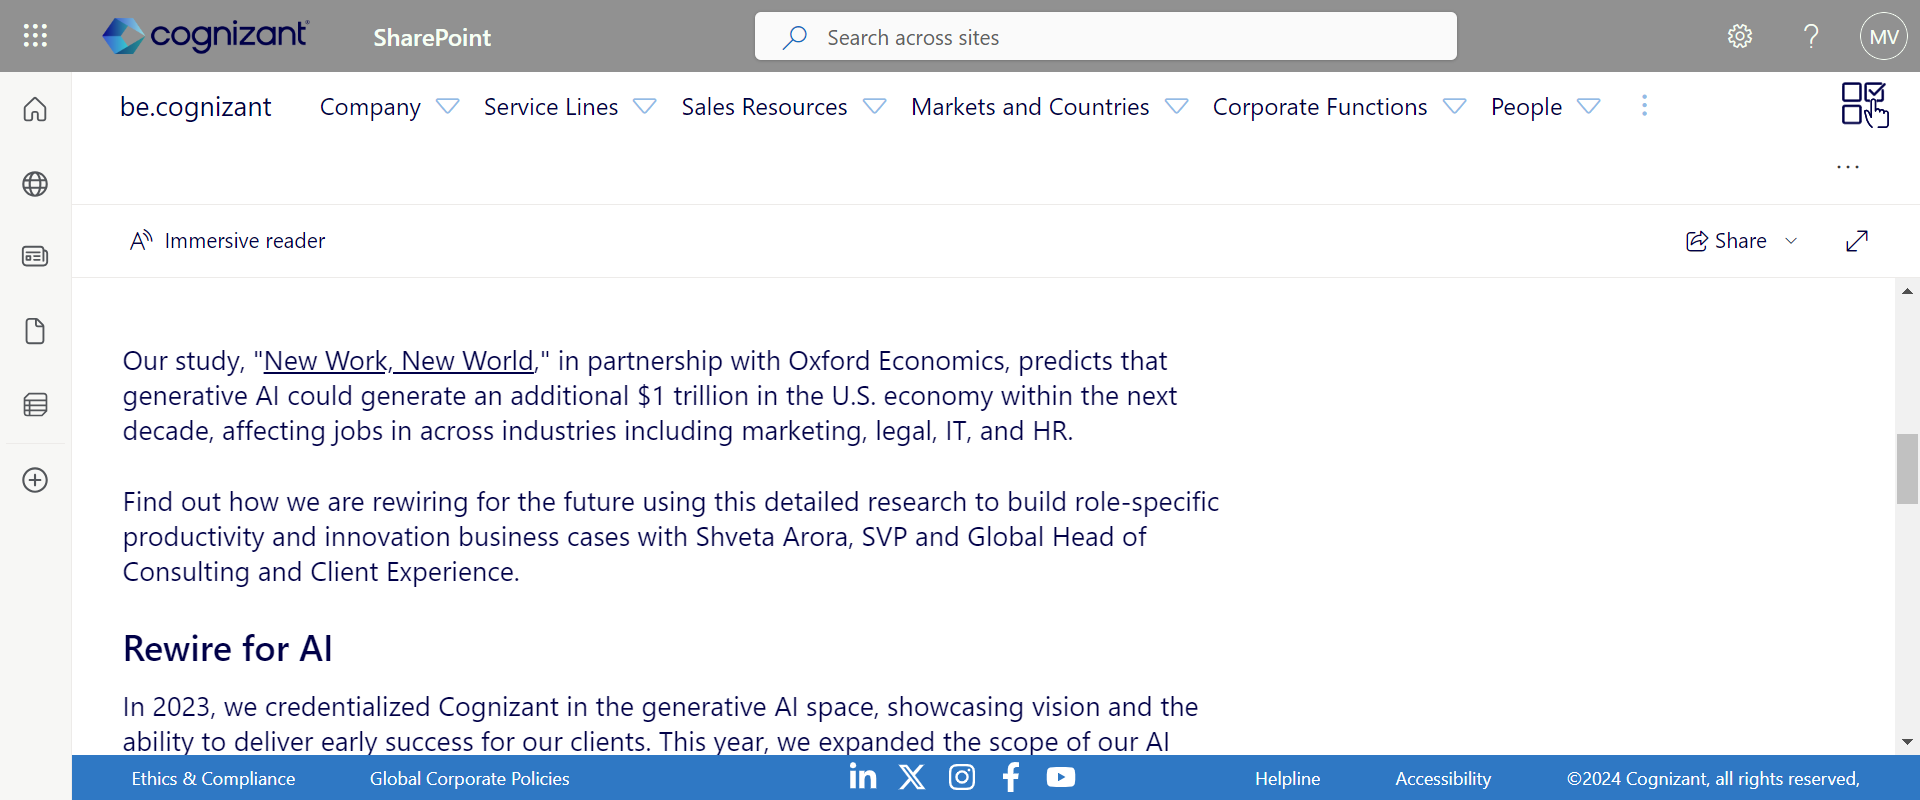 cognizant
SharePoint
Search across sites
?
MV
be.cognizant
Company
Service Lines
Sales Resources
Markets and Countries
Corporate Functions
People
Immersive reader
Share
Our study, "New Work, New World," in partnership with Oxford Economics, predicts that
generative AI could generate an additional $1 trillion in the U.S. economy within the next
decade, affecting jobs in across industries including marketing, legal, IT, and HR.
Find out how we are rewiring for the future using this detailed research to build role-specific
productivity and innovation business cases with Shveta Arora, SVP and Global Head of
Consulting and Client Experience.
Rewire for AI
In 2023, we credentialized Cognizant in the generative AI space, showcasing vision and the
ability to deliver early success for our clients. This year, we expanded the scope of our AI
Ethics & Compliance
Global Corporate Policies
Helpline
Accessibility
©2024 Cognizant, all rights reserved,